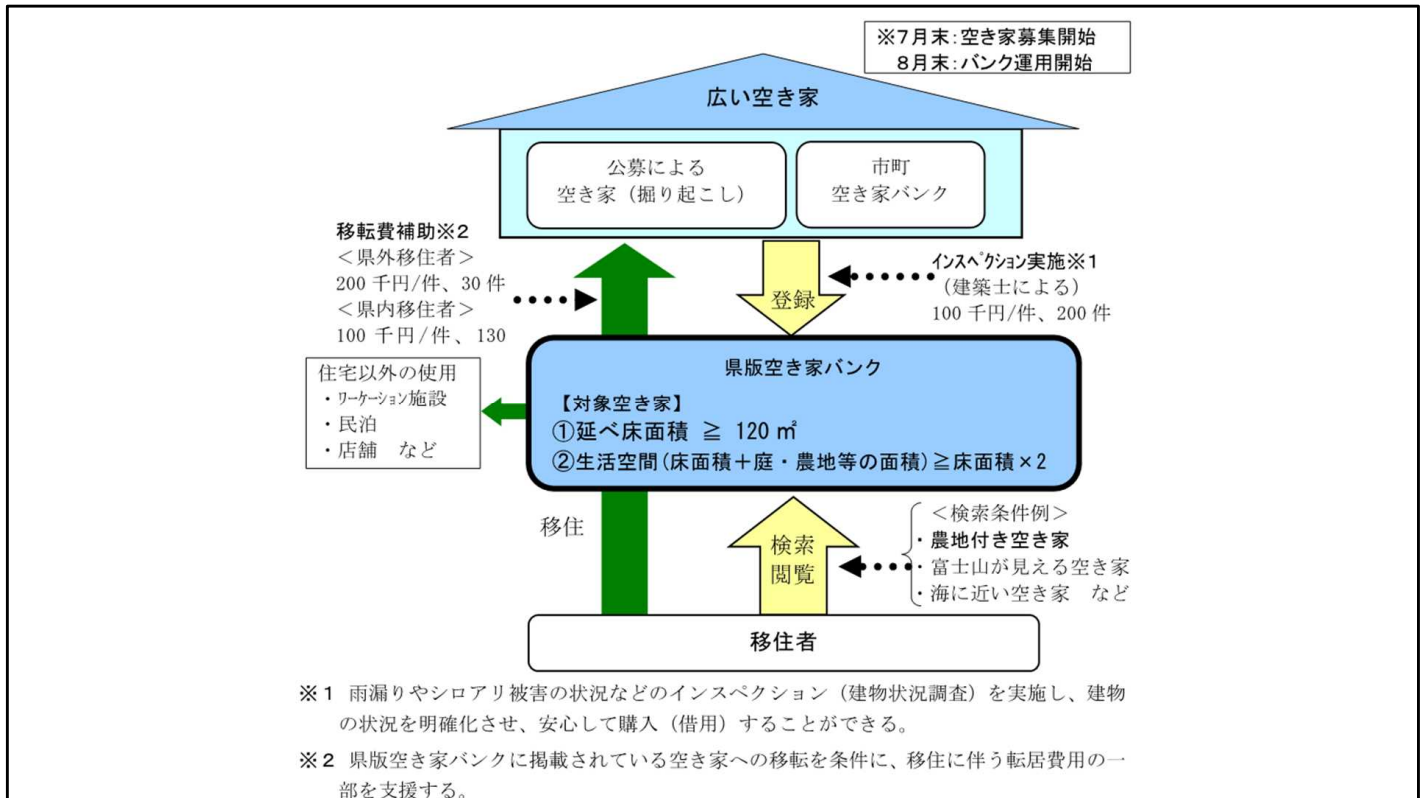 ※7月末:空き家募集開始
8月末:バンク運用開始
広い空き家
公募による
空き家（掘り起こし）
市町
空き家バンク
移転費補助※2
＜県外移住者＞
200 千円/件、30 件
＜県内移住者＞
100 千円/件、130
登録
インスペクション実施※1
（建築士による）
100 千円/件、200 件
県版空き家バンク
【対象空き家】
①延べ床面積 ≧ 120 ㎡
②生活空間(床面積＋庭・農地等の面積)≧床面積×2
住宅以外の使用
・ワーケーション施設
・民泊
・店舗 など
移住
検索
閲覧
＜検索条件例＞
・農地付き空き家
・富士山が見える空き家
・海に近い空き家 など
移住者
※1 雨漏りやシロアリ被害の状況などのインスペクション（建物状況調査）を実施し、建物
の状況を明確化させ、安心して購入（借用）することができる。
※2 県版空き家バンクに掲載されている空き家への移転を条件に、移住に伴う転居費用の一
部を支援する。